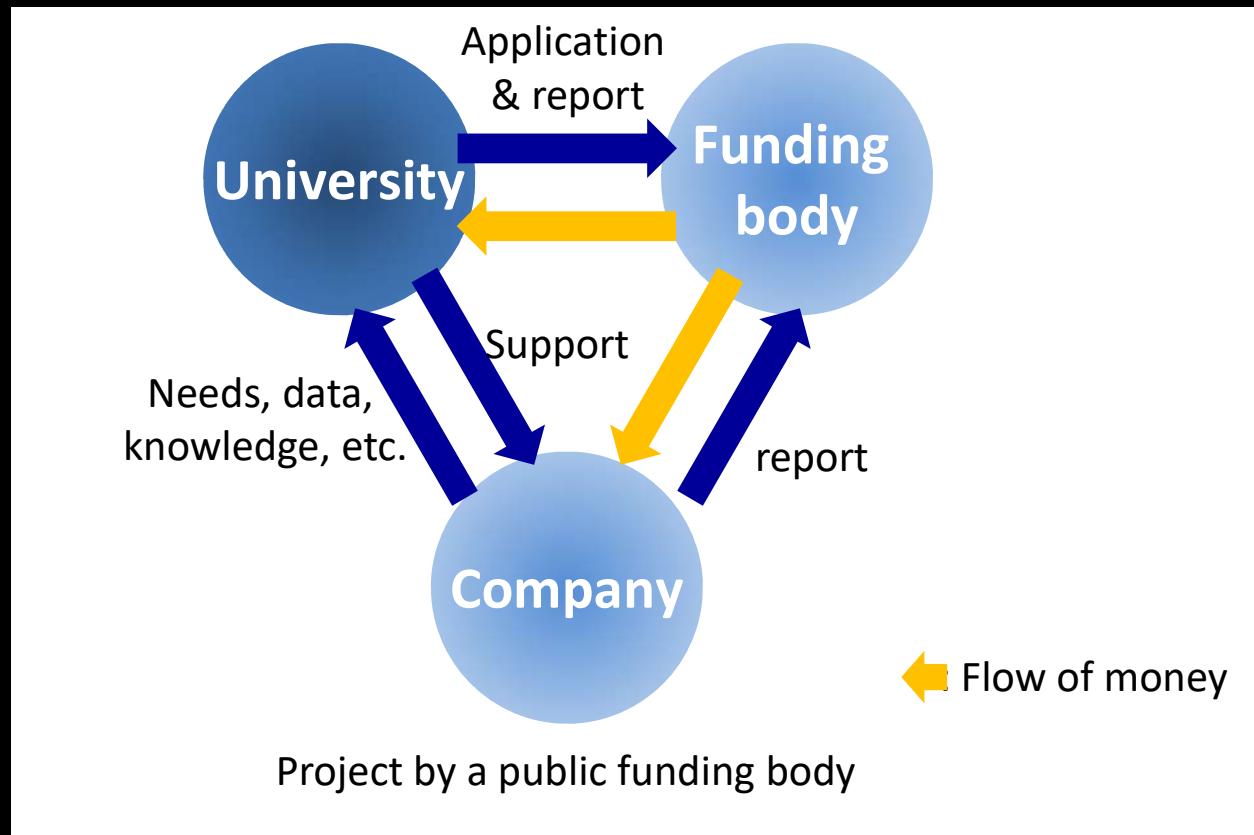 Application
& report
University
Funding
body
Support
Needs, data,
knowledge, etc.
report
Company
: Flow of money
Project by a public funding body